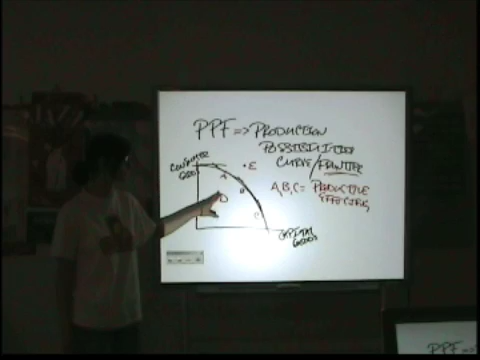 PPF => PRODUCTION
POSSIBILITIES
CURVE/FRONTIER
CONSUMER
GOODS
A
E
B
D
C
A,B,C= PRODUCTIVE
EFFICIENCY
CAPITAL
GOODS
PPF =>